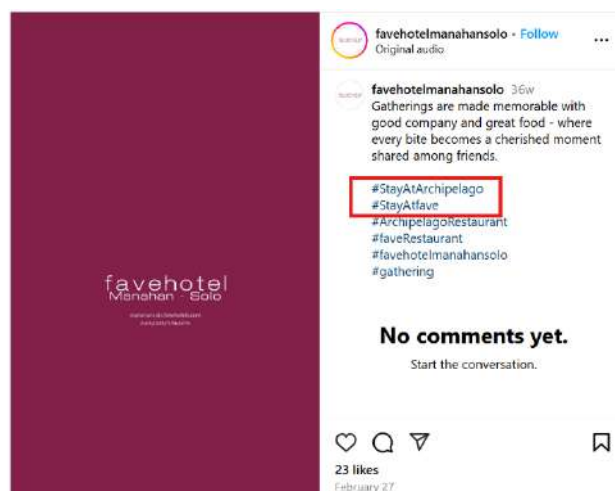 favehotelmanahansolo • Follow
Original audio
favehotelmanahansolo 36w
Gatherings are made memorable with
good company and great food - where
every bite becomes a cherished moment
shared among friends.
#StayAtArchipelago
#StayAtfave
#ArchipelagoRestaurant
#faveRestaurant
#favehotelmanahansolo
#gathering
favehotel
Manahan · Solo
No comments yet.
Start the conversation.
23 likes
February 27